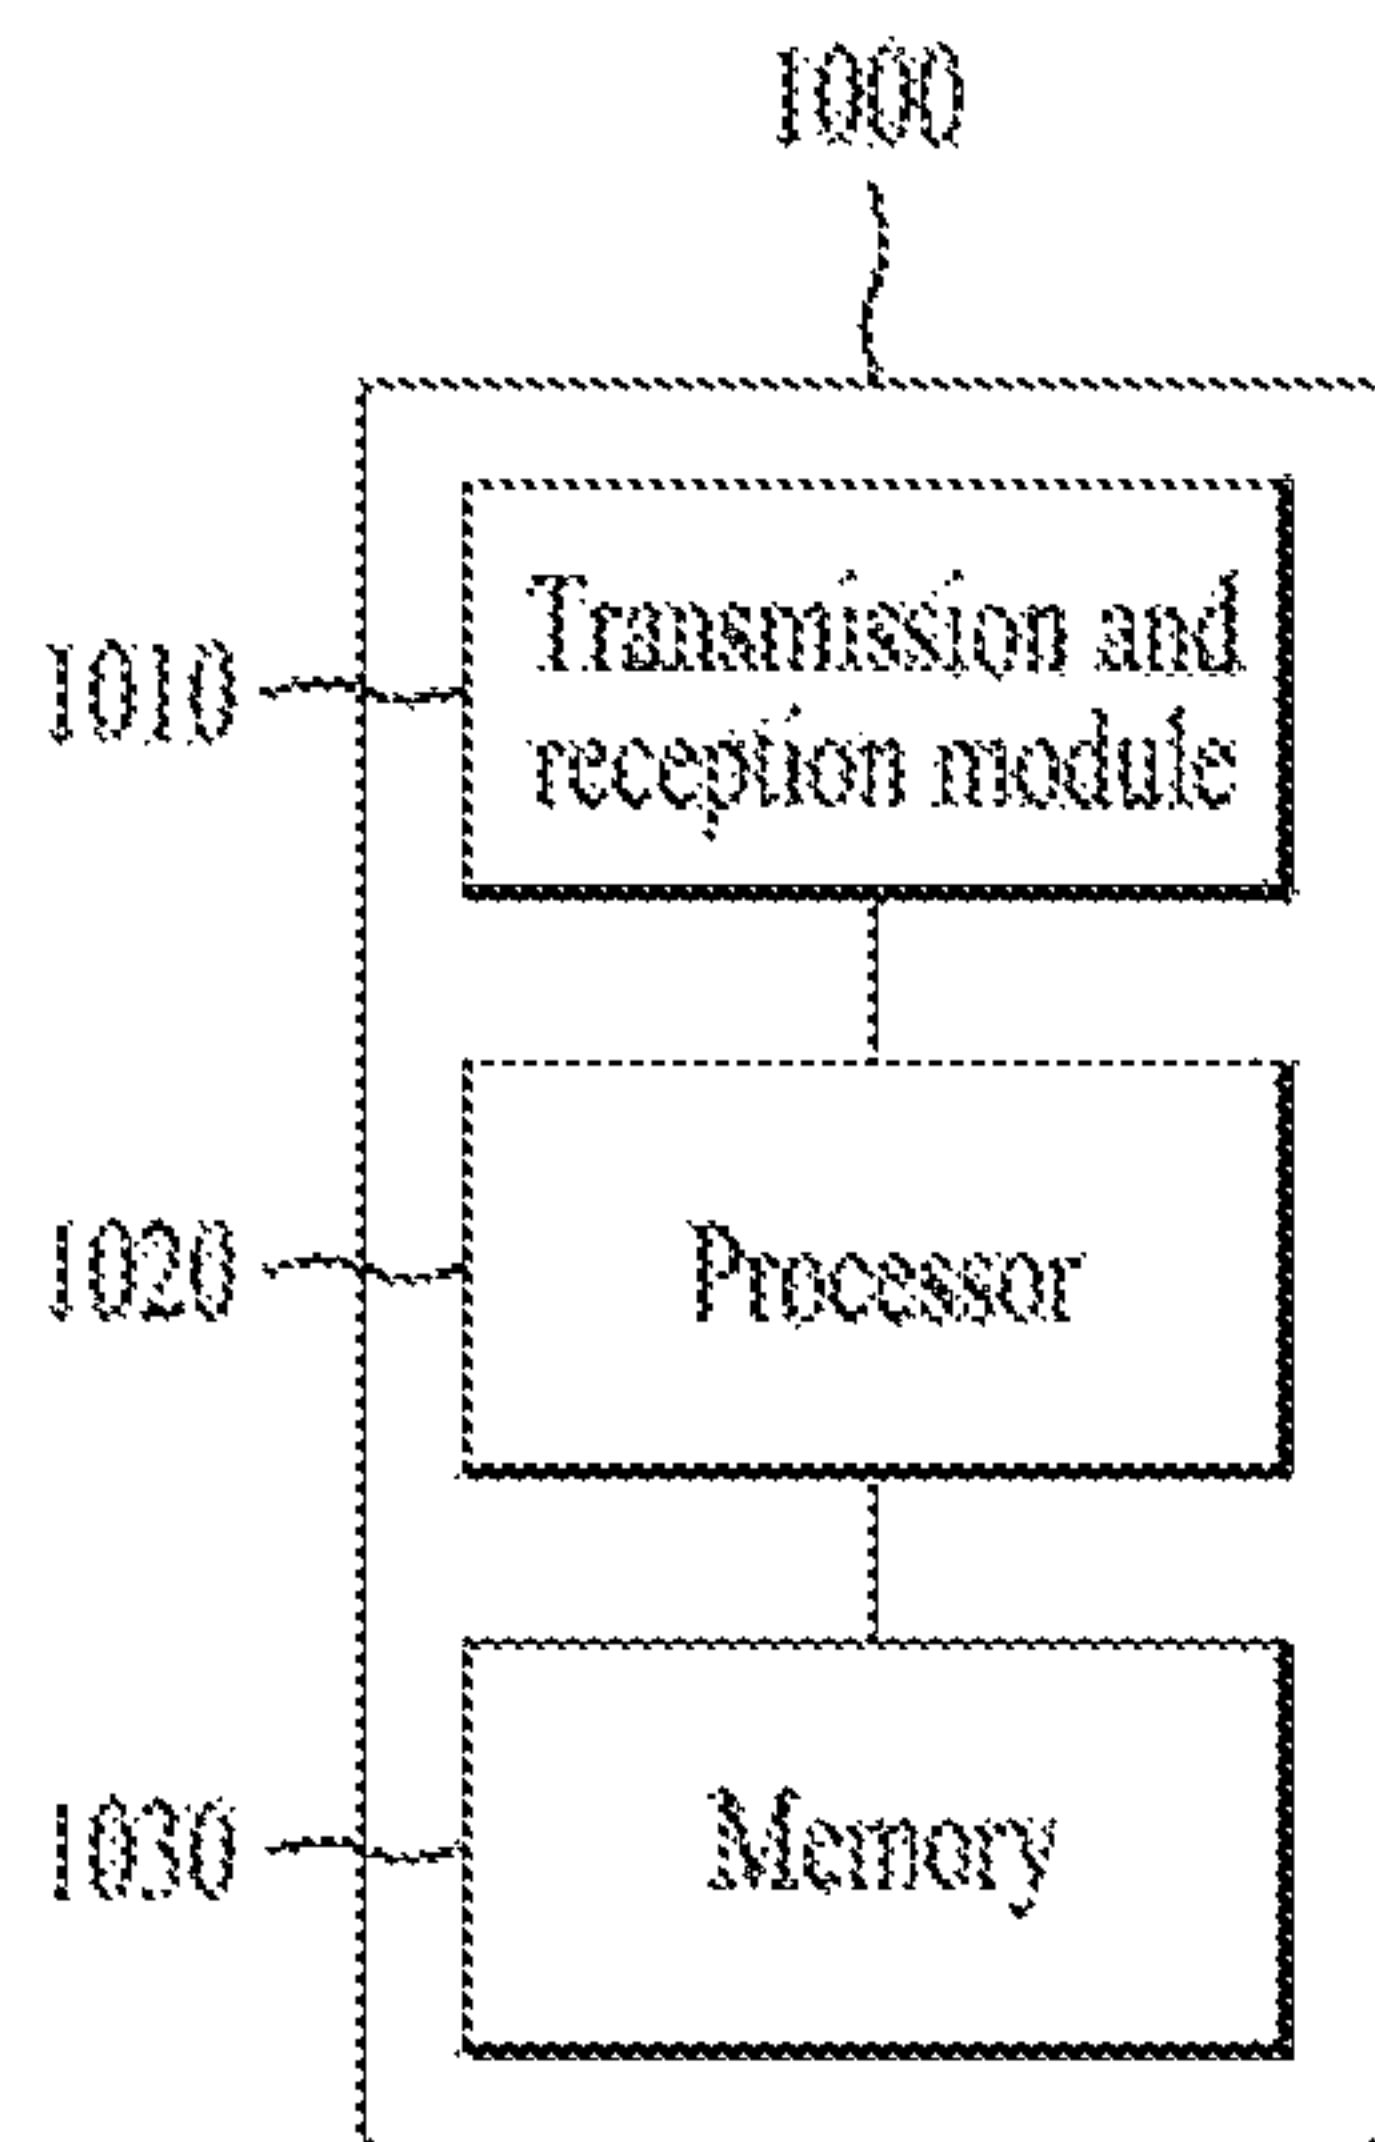 1000
1010
Transmission and
reception module
1020
Processor
1030
Memory